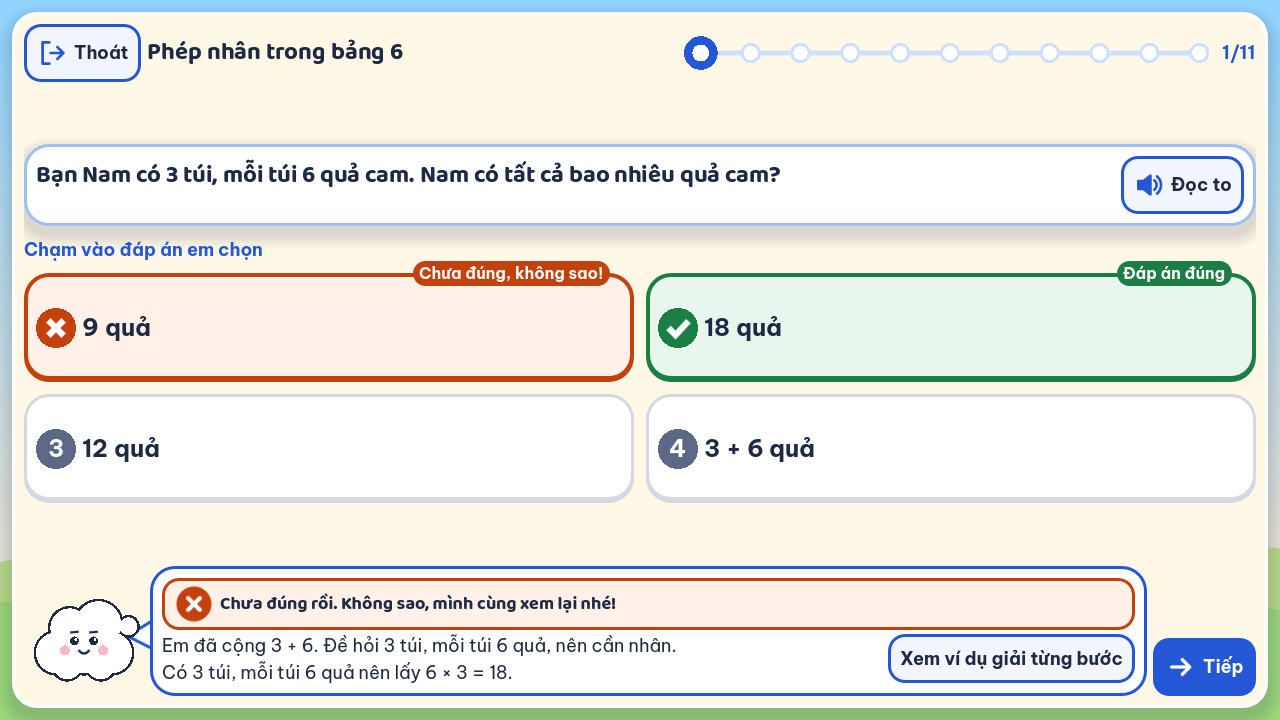 Thoát
Phép nhân trong bảng 6
1/11
Bạn Nam có 3 túi, mỗi túi 6 quả cam. Nam có tất cả bao nhiêu quả cam?
Đọc to
Chạm vào đáp án em chọn
Chưa đúng, không sao!
9 quả
Đáp án đúng
18 quả
3 12 quả
4 3 + 6 quả
Chưa đúng rồi. Không sao, mình cùng xem lại nhé!
Em đã cộng 3 + 6. Đề hỏi 3 túi, mỗi túi 6 quả, nên cần nhân.
Có 3 túi, mỗi túi 6 quả nên lấy 6 × 3 = 18.
Xem ví dụ giải từng bước
Tiếp